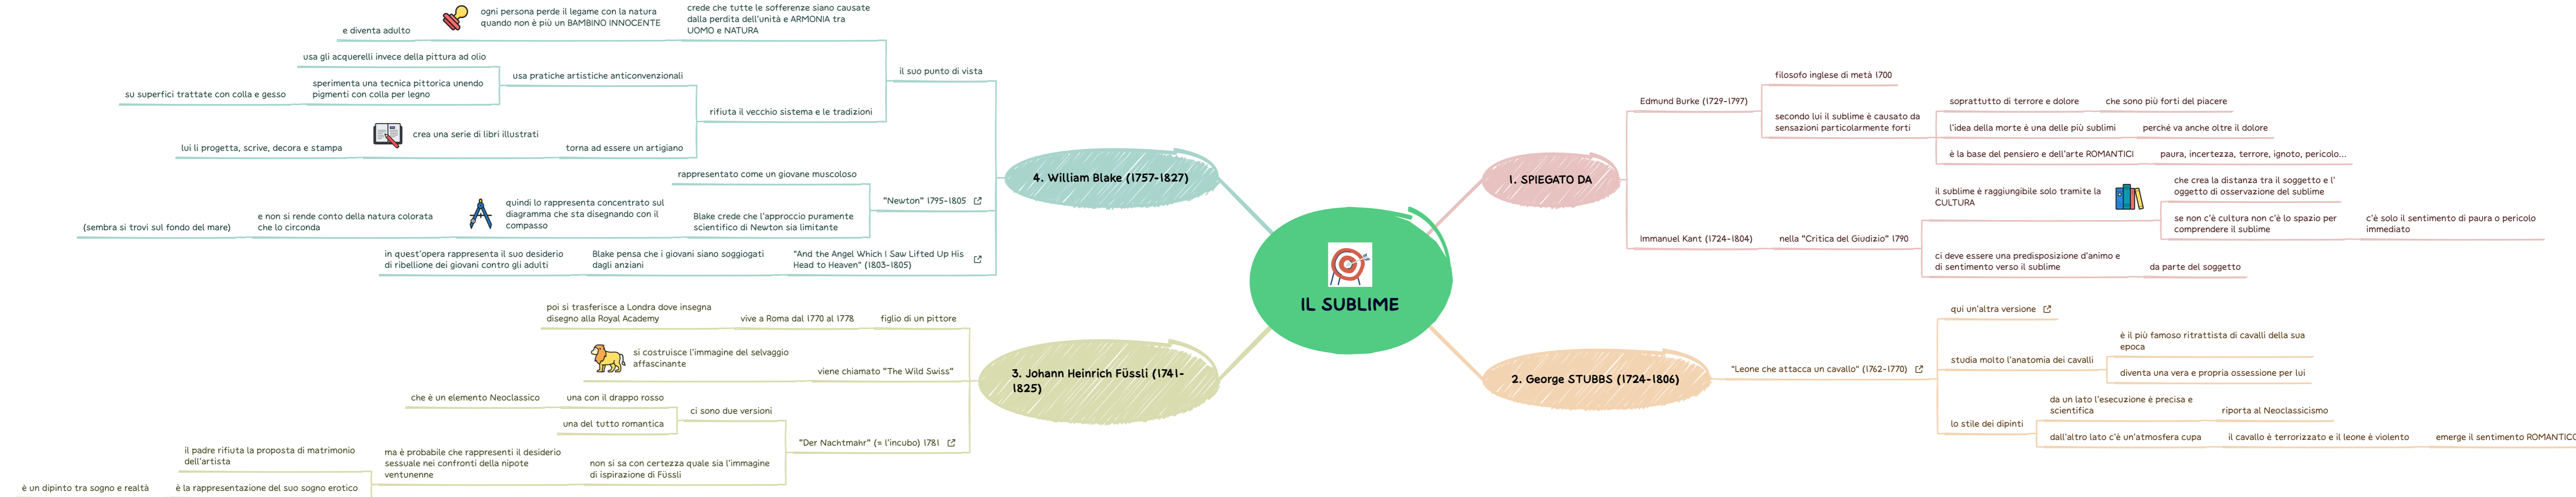 IL SUBLIME
1. SPIEGATO DA
Edmund Burke (1729-1797)
filosofo inglese di metà 1700
secondo lui il sublime è causato da
sensazioni particolarmente forti
soprattutto di terrore e dolore
che sono più forti del piacere
l'idea della morte è una delle più sublimi
perché va anche oltre il dolore
è la base del pensiero e dell'arte ROMANTICI
paura, incertezza, terrore, ignoto, pericolo...
Immanuel Kant (1724-1804)
nella "Critica del Giudizio" 1790
il sublime è raggiungibile solo tramite la
CULTURA
che crea la distanza tra il soggetto e l'
oggetto di osservazione del sublime
se non c'è cultura non c'è lo spazio per
comprendere il sublime
c'è solo il sentimento di paura o pericolo
immediato
ci deve essere una predisposizione d'animo e
di sentimento verso il sublime
da parte del soggetto
2. George STUBBS (1724-1806)
"Leone che attacca un cavallo" (1762-1770)
qui un'altra versione
studia molto l'anatomia dei cavalli
è il più famoso ritrattista di cavalli della sua
epoca
diventa una vera e propria ossessione per lui
lo stile dei dipinti
da un lato l'esecuzione è precisa e
scientifica
riporta al Neoclassicismo
dall'altro lato c'è un'atmosfera cupa
il cavallo è terrorizzato e il leone è violento
emerge il sentimento ROMANTICO
3. Johann Heinrich Füssli (1741-
1825)
figlio di un pittore
vive a Roma dal 1770 al 1778
poi si trasferisce a Londra dove insegna
disegno alla Royal Academy
viene chiamato "The Wild Swiss"
si costruisce l'immagine del selvaggio
affascinante
"Der Nachtmahr" (= l'incubo) 1781
ci sono due versioni
una con il drappo rosso
che è un elemento Neoclassico
una del tutto romantica
non si sa con certezza quale sia l'immagine
di ispirazione di Füssli
ma è probabile che rappresenti il desiderio
sessuale nei confronti della nipote
ventunenne
il padre rifiuta la proposta di matrimonio
dell'artista
è la rappresentazione del suo sogno erotico
è un dipinto tra sogno e realtà
4. William Blake (1757-1827)
il suo punto di vista
crede che tutte le sofferenze siano causate
dalla perdita dell'unità e ARMONIA tra
UOMO e NATURA
ogni persona perde il legame con la natura
quando non è più un BAMBINO INNOCENTE
e diventa adulto
rifiuta il vecchio sistema e le tradizioni
usa pratiche artistiche anticonvenzionali
usa gli acquerelli invece della pittura ad olio
sperimenta una tecnica pittorica unendo
pigmenti con colla per legno
su superfici trattate con colla e gesso
torna ad essere un artigiano
crea una serie di libri illustrati
lui li progetta, scrive, decora e stampa
"Newton" 1795-1805
rappresentato come un giovane muscoloso
Blake crede che l'approccio puramente
scientifico di Newton sia limitante
quindi lo rappresenta concentrato sul
diagramma che sta disegnando con il
compasso
e non si rende conto della natura colorata
che lo circonda
(sembra si trovi sul fondo del mare)
"And the Angel Which I Saw Lifted Up His
Head to Heaven" (1803-1805)
Blake pensa che i giovani siano soggiogati
dagli anziani
in quest'opera rappresenta il suo desiderio
di ribellione dei giovani contro gli adulti